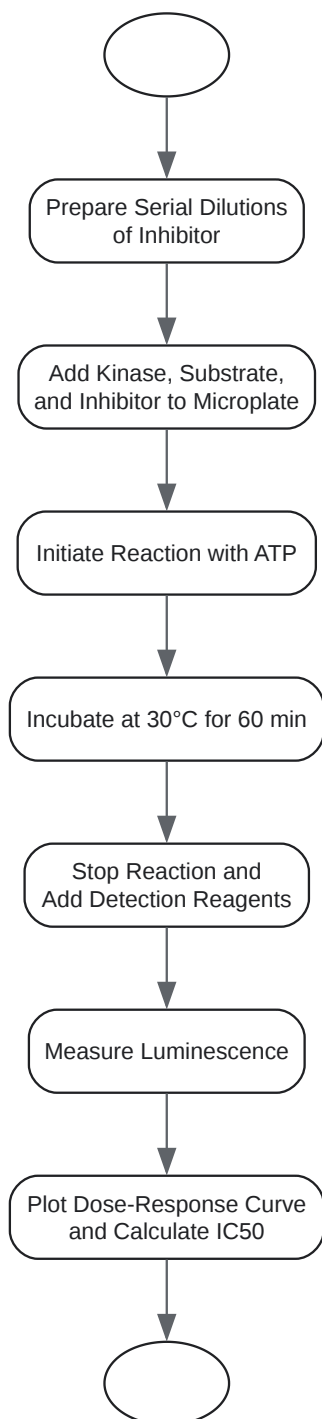 Prepare Serial Dilutions
of Inhibitor
Add Kinase, Substrate,
and Inhibitor to Microplate
Initiate Reaction with ATP
Incubate at 30°C for 60 min
Stop Reaction and
Add Detection Reagents
Measure Luminescence
Plot Dose-Response Curve
and Calculate IC50